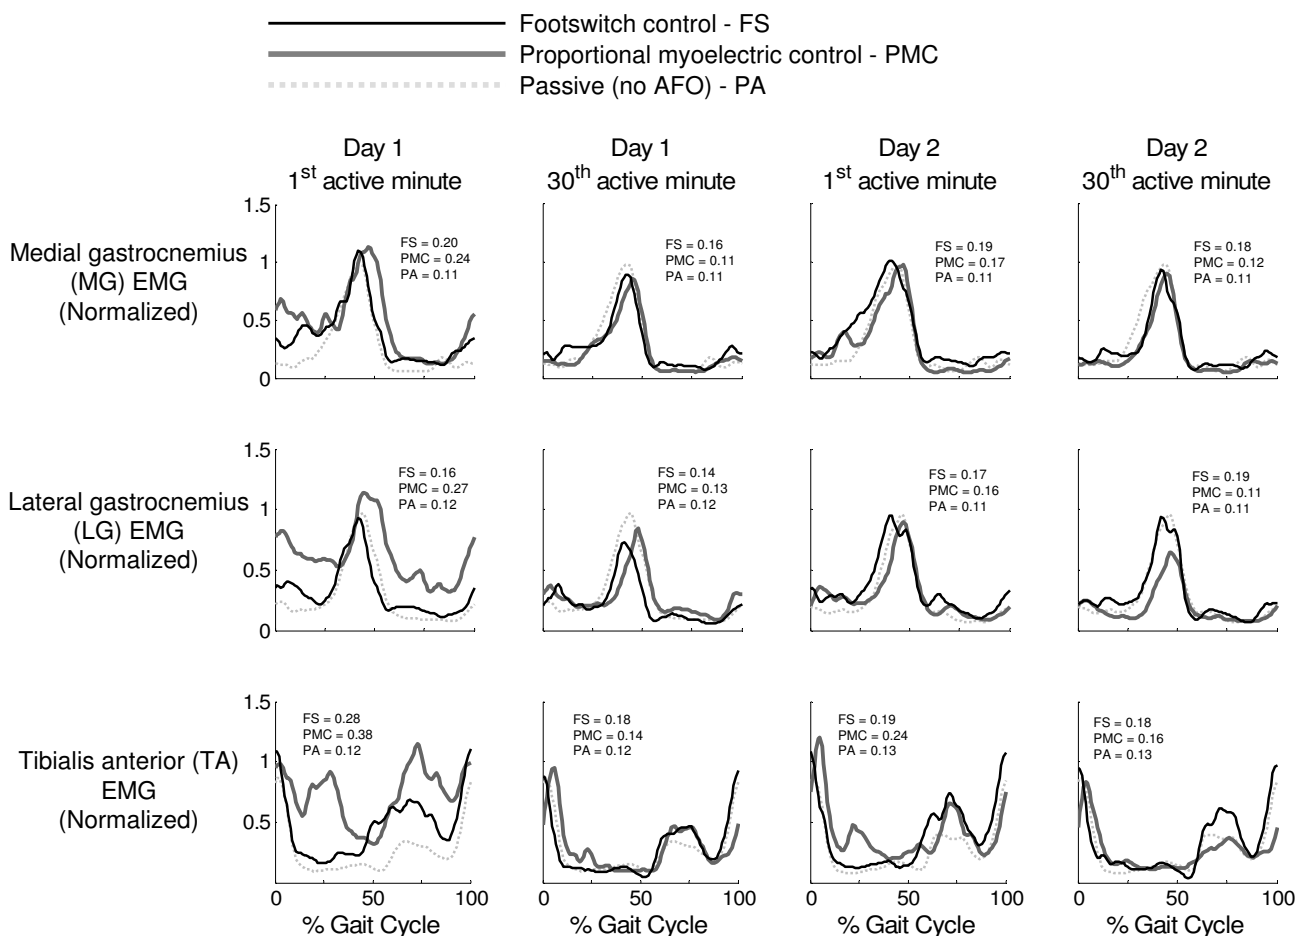 Footswitch control - FS
Proportional myoelectric control - PMC
Passive (no AFO) - PA
Day 1
1st active minute
Day 1
30th active minute
Day 2
1st active minute
Day 2
30th active minute
Medial gastrocnemius
(MG) EMG
(Normalized)
1.5
1
0.5
0
FS = 0.20
PMC = 0.24
PA = 0.11
FS = 0.16
PMC = 0.11
PA = 0.11
FS = 0.19
PMC = 0.17
PA = 0.11
FS = 0.18
PMC = 0.12
PA = 0.11
Lateral gastrocnemius
(LG) EMG
(Normalized)
1.5
1
0.5
0
FS = 0.16
PMC = 0.27
PA = 0.12
FS = 0.14
PMC = 0.13
PA = 0.12
FS = 0.17
PMC = 0.16
PA = 0.11
FS = 0.19
PMC = 0.11
PA = 0.11
Tibialis anterior (TA)
EMG
(Normalized)
1.5
1
0.5
FS = 0.28
PMC = 0.38
PA = 0.12
FS = 0.18
PMC = 0.14
PA = 0.12
FS = 0.19
PMC = 0.24
PA = 0.13
FS = 0.18
PMC = 0.16
PA = 0.13
0 50 100
% Gait Cycle
0 50 100
% Gait Cycle
0 50 100
% Gait Cycle
0 50 100
% Gait Cycle